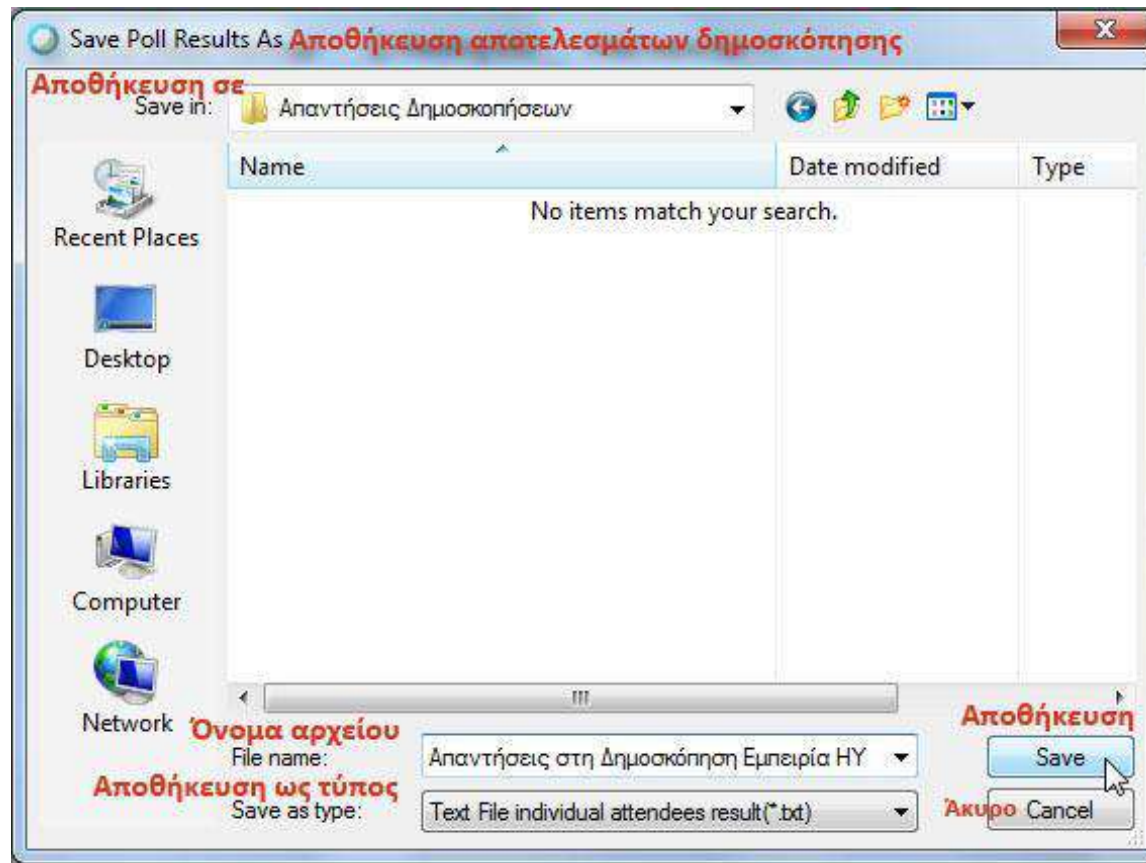 Save Poll Results As Αποθήκευση αποτελεσμάτων δημοσκόπησης
X
Αποθήκευση σε
Save in: Απαντήσεις Δημοσκοπήσεων
Name Date modified Type
No items match your search.
Recent Places
Desktop
Libraries
Computer
Network
Όνομα αρχείου
File name: Απαντήσεις στη Δημοσκόπηση Εμπειρία ΗΥ
Αποθήκευση
Save
Αποθήκευση ως τύπος
Save as type: Text File individual attendees result(*.txt)
Άκυρο Cancel